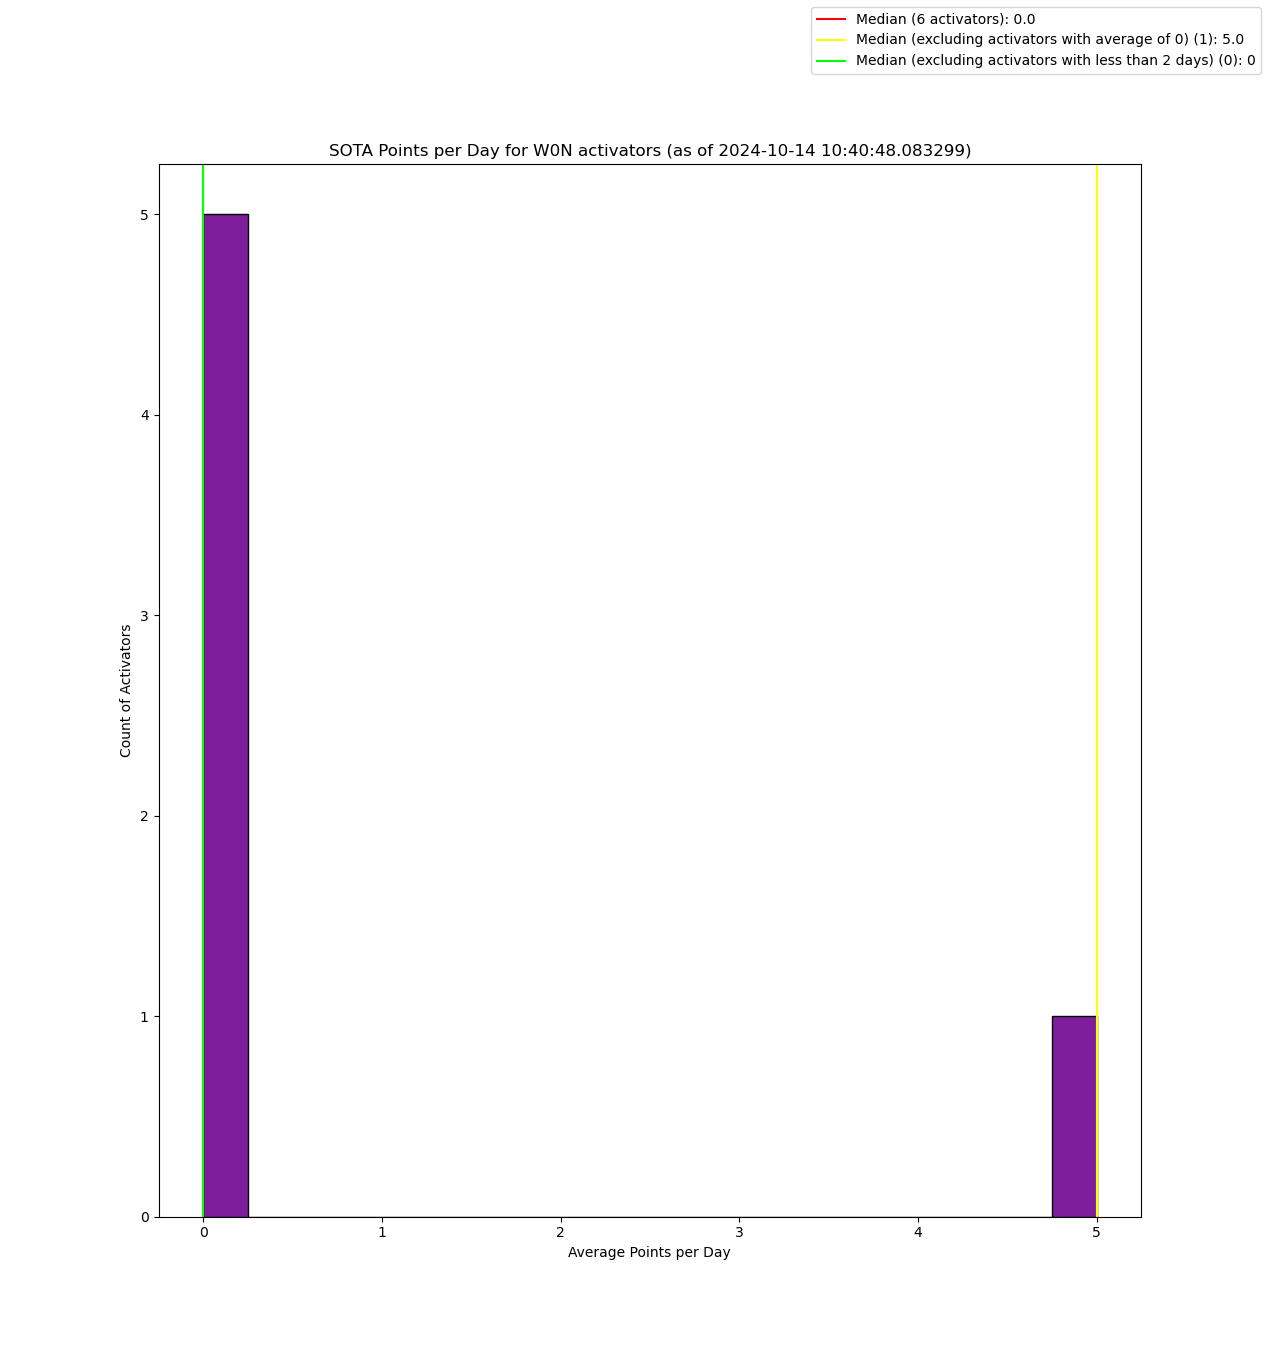 Median (6 activators): 0.0
Median (excluding activators with average of 0) (1): 5.0
Median (excluding activators with less than 2 days) (0): 0
SOTA Points per Day for W0N activators (as of 2024-10-14 10:40:48.083299)
5
4
3
2
1
0
Count of Activators
0 1 2 3 4 5
Average Points per Day